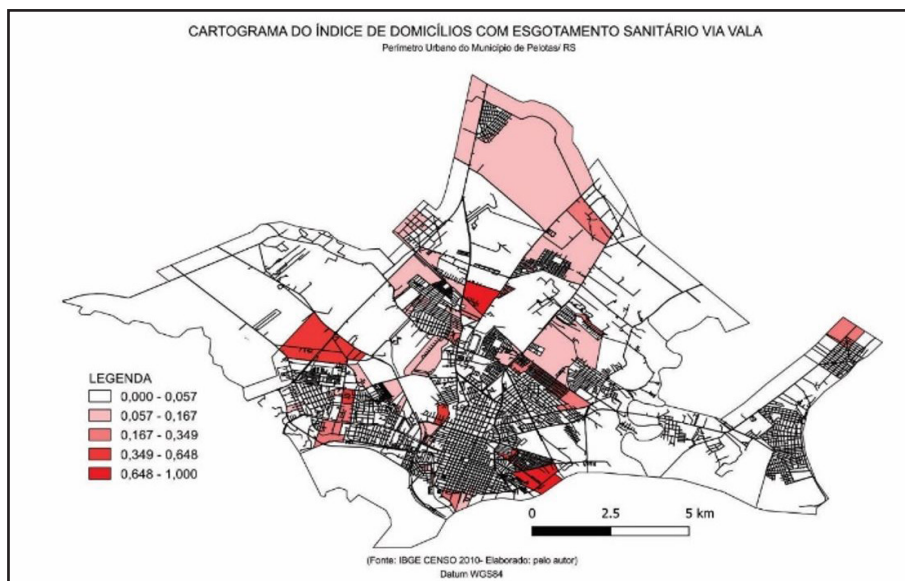 CARTOGRAMA DO ÍNDICE DE DOMICÍLIOS COM ESGOTAMENTO SANITÁRIO VIA VALA
Perímetro Urbano do Município de Pelotas/ RS
LEGENDA
0,000 - 0,057
0,057 - 0,167
0,167 - 0,349
0,349 - 0,648
0,648 - 1,000
0 2.5 5 km
(Fonte: IBGE CENSO 2010- Elaborado: pelo autor)
Datum WGS84